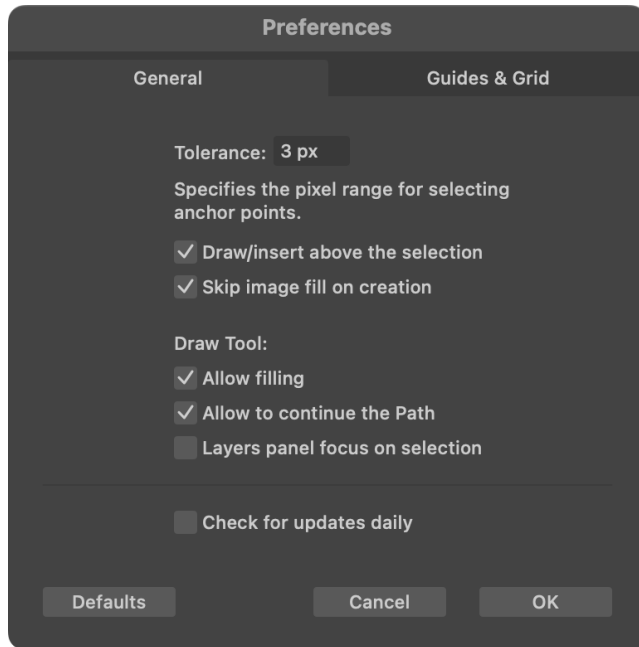 Preferences
General
Guides & Grid
Tolerance: 3 px
Specifies the pixel range for selecting
anchor points.
Draw/insert above the selection
Skip image fill on creation
Draw Tool:
Allow filling
Allow to continue the Path
Layers panel focus on selection
Check for updates daily
Defaults
Cancel
OK